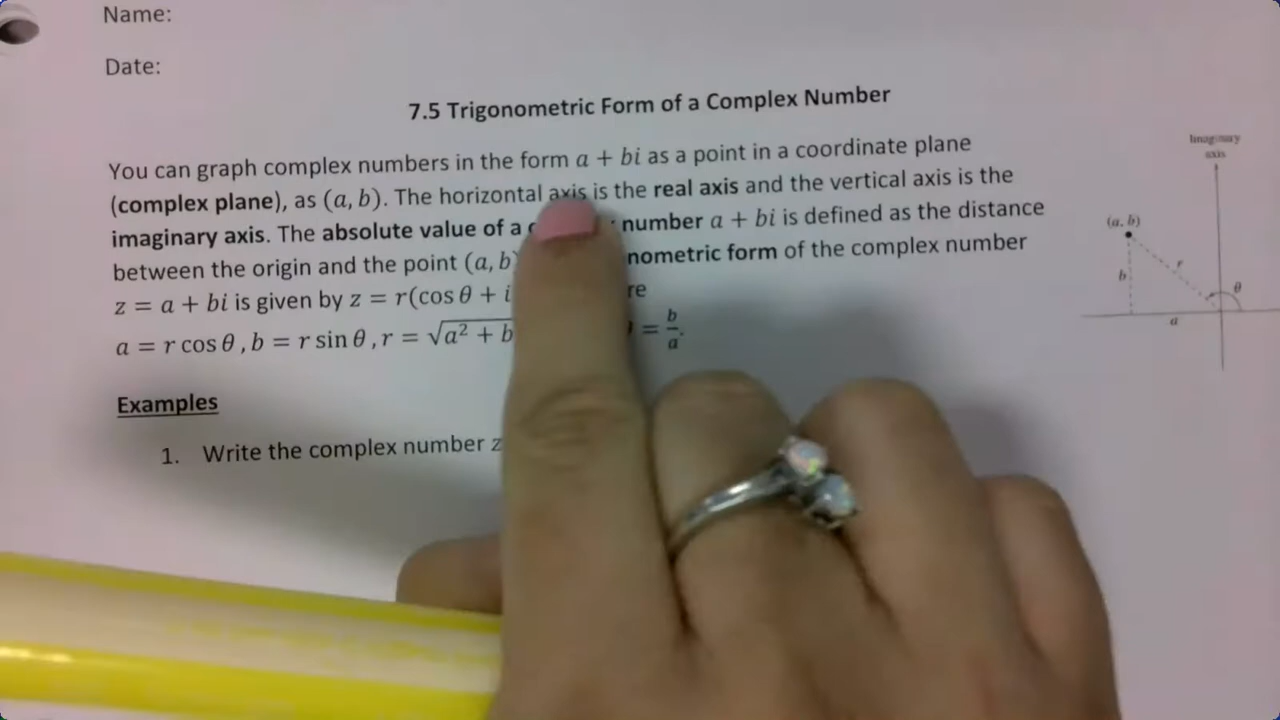 Name:
Date:
7.5 Trigonometric Form of a Complex Number
You can graph complex numbers in the form a + bi as a point in a coordinate plane
(complex plane), as (a, b). The horizontal axis is the real axis and the vertical axis is the
imaginary axis. The absolute value of a number a + bi is defined as the distance
between the origin and the point (a, b nometric form of the complex number
z = a + bi is given by z = r(cos θ + i re
a = r cos θ , b = r sin θ , r = √a² + b = b/a.
Imaginary
axis
(a, b)
b
r
θ
a
Examples
1. Write the complex number z